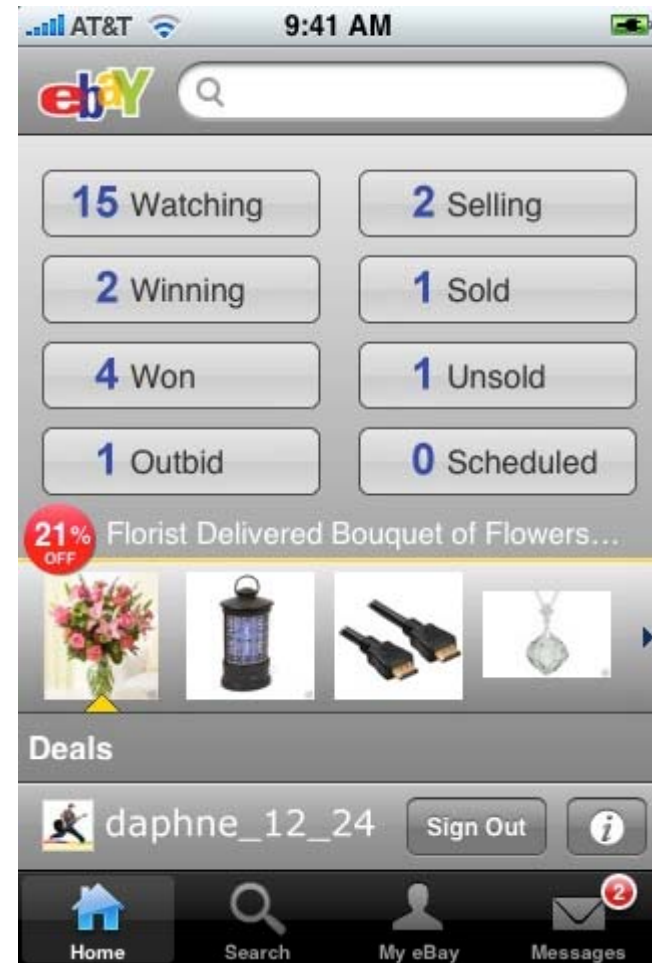 AT&T 9:41 AM
ebaY
15 Watching
2 Selling
2 Winning
1 Sold
4 Won
1 Unsold
1 Outbid
0 Scheduled
21% OFF
Florist Delivered Bouquet of Flowers...
Deals
daphne_12_24 Sign Out i
2
Home Search My eBay Messages